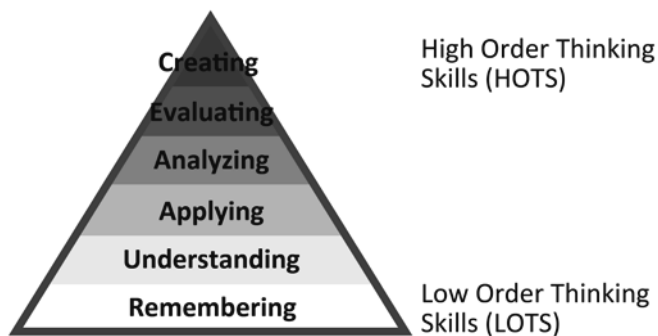 Creating
Evaluating
Analyzing
Applying
Understanding
Remembering
High Order Thinking
Skills (HOTS)
Low Order Thinking
Skills (LOTS)